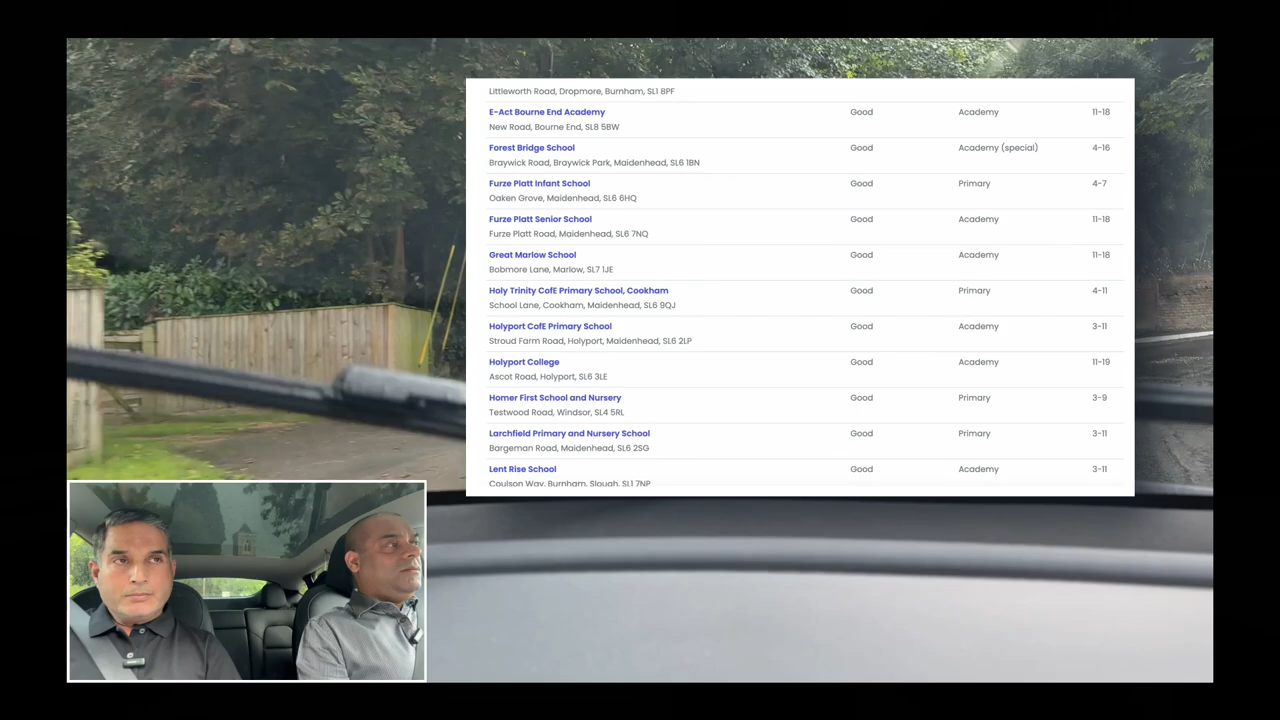 Littleworth Road, Dropmore, Burnham, SL1 8PF
E-Act Bourne End Academy Good Academy 11-18
New Road, Bourne End, SL8 5BW
Forest Bridge School Good Academy (special) 4-16
Braywick Road, Braywick Park, Maidenhead, SL6 1BN
Furze Platt Infant School Good Primary 4-7
Oaken Grove, Maidenhead, SL6 6HQ
Furze Platt Senior School Good Academy 11-18
Furze Platt Road, Maidenhead, SL6 7NQ
Great Marlow School Good Academy 11-18
Bobmore Lane, Marlow, SL7 1JE
Holy Trinity CofE Primary School, Cookham Good Primary 4-11
School Lane, Cookham, Maidenhead, SL6 9QJ
Holyport CofE Primary School Good Academy 3-11
Stroud Farm Road, Holyport, Maidenhead, SL6 2LP
Holyport College Good Academy 11-19
Ascot Road, Holyport, SL6 3LE
Homer First School and Nursery Good Primary 3-9
Testwood Road, Windsor, SL4 5RL
Larchfield Primary and Nursery School Good Primary 3-11
Bargeman Road, Maidenhead, SL6 2SG
Lent Rise School Good Academy 3-11
Coulson Way, Burnham, Slough, SL1 7NP